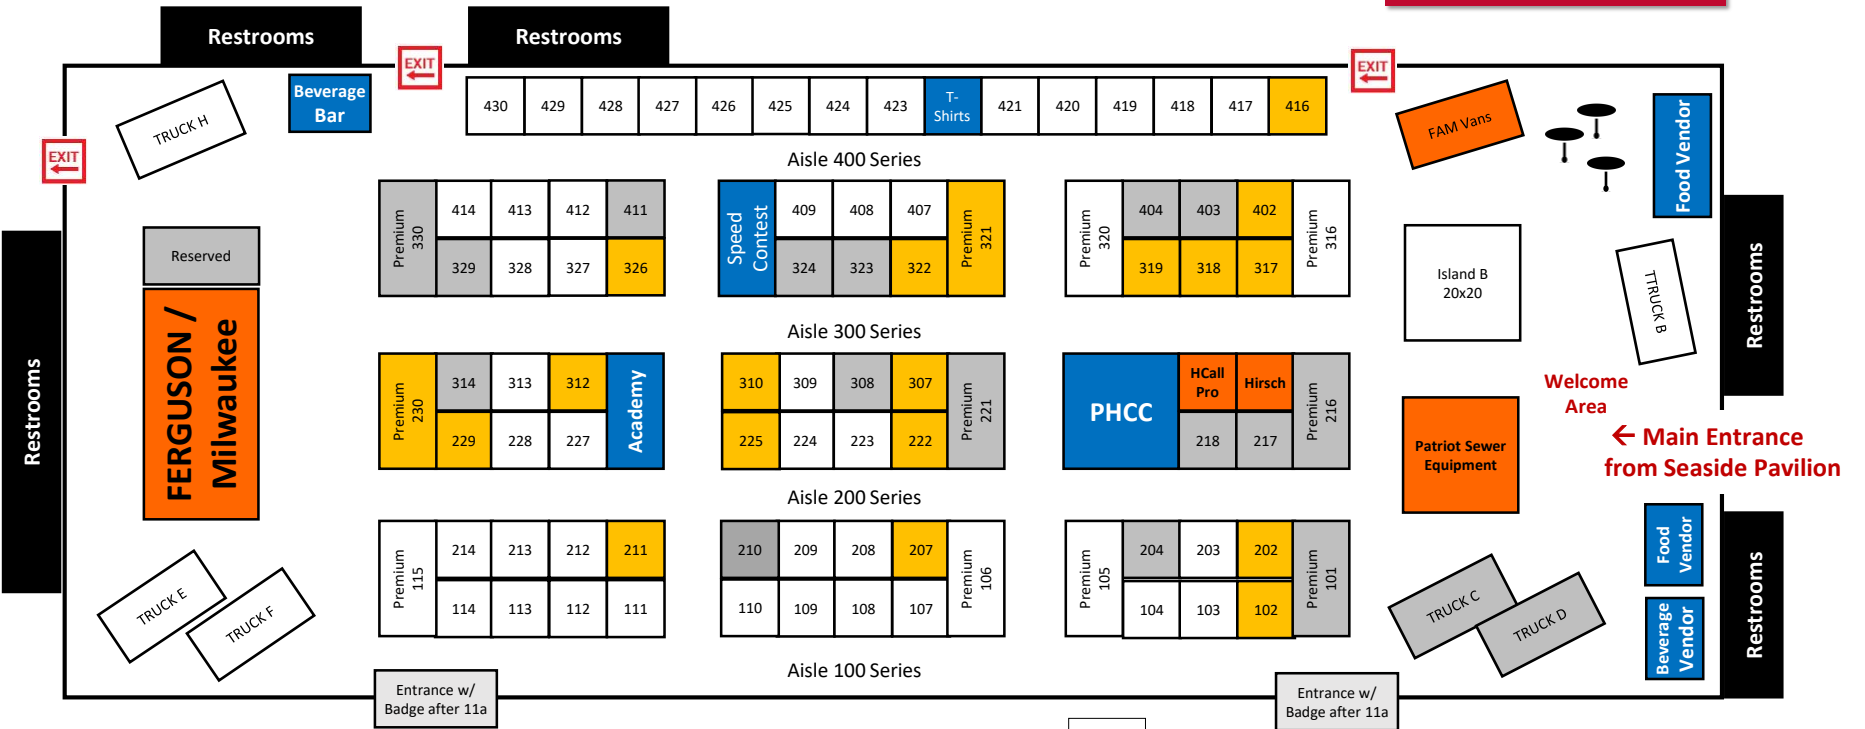 Restrooms
Restrooms
EXIT
EXIT
Beverage
Bar
TRUCK H
430
429
428
427
426
425
424
423
T-
Shirts
421
420
419
418
417
416
FAM Vans
Food Vendor
EXIT
Aisle 400 Series
Premium
330
414
413
412
411
329
328
327
326
Speed
Contest
409
408
407
324
323
322
Premium
321
Premium
320
404
403
402
319
318
317
Premium
316
Reserved
FERGUSON /
Milwaukee
Island B
20x20
TTRUCK B
Restrooms
Restrooms
Aisle 300 Series
Premium
230
314
313
312
229
228
227
Academy
310
309
308
307
225
224
223
222
Premium
221
PHCC
HCall
Pro
Hirsch
218
217
Premium
216
Welcome
Area
Patriot Sewer
Equipment
← Main Entrance
from Seaside Pavilion
Aisle 200 Series
Premium
115
214
213
212
211
114
113
112
111
210
209
208
207
110
109
108
107
Premium
106
Premium
105
204
203
202
104
103
102
Premium
101
Food
Vendor
TRUCK E
TRUCK F
TRUCK C
TRUCK D
Beverage
Vendor
Restrooms
Aisle 100 Series
Entrance w/
Badge after 11a
Entrance w/
Badge after 11a